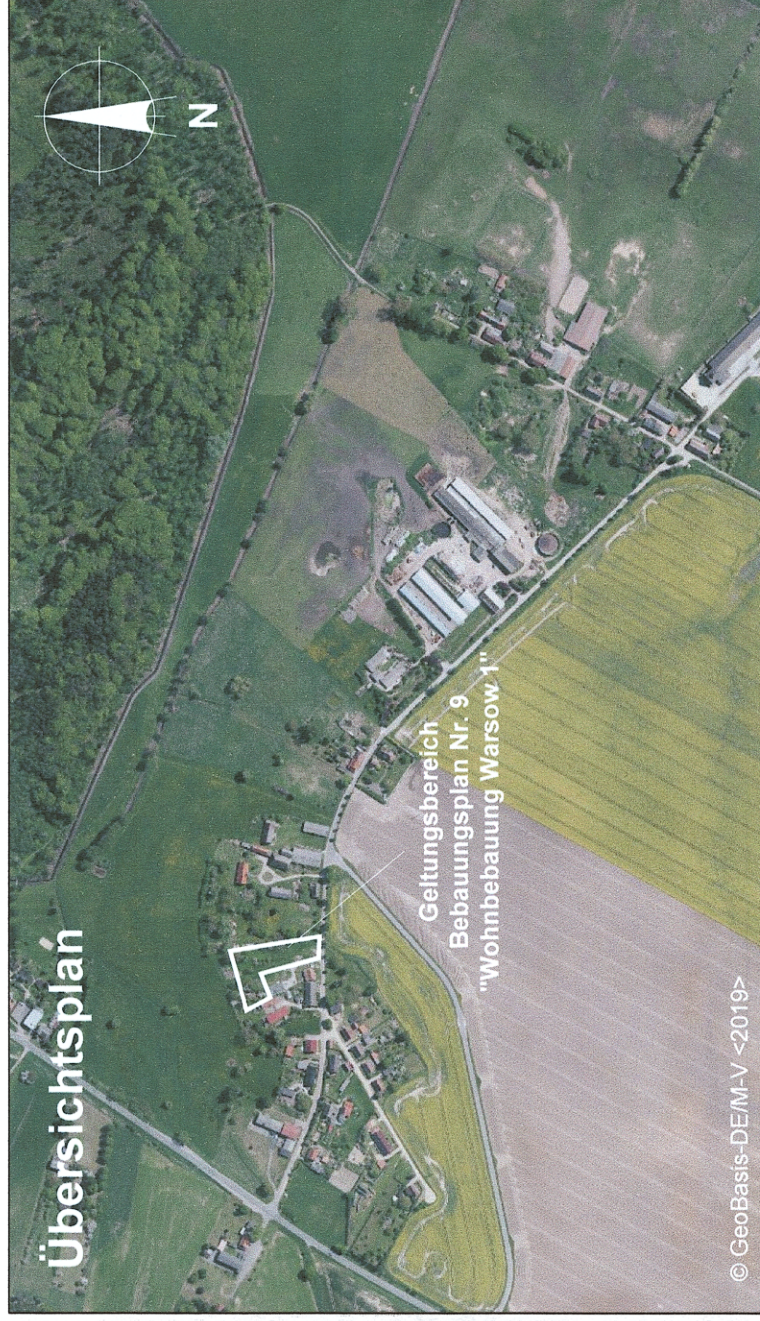 Übersichtsplan
N
Geltungsbereich
Bebauungsplan Nr. 9
"Wohnbebauung Warsow 1"
© GeoBasis-DE/M-V <2019>